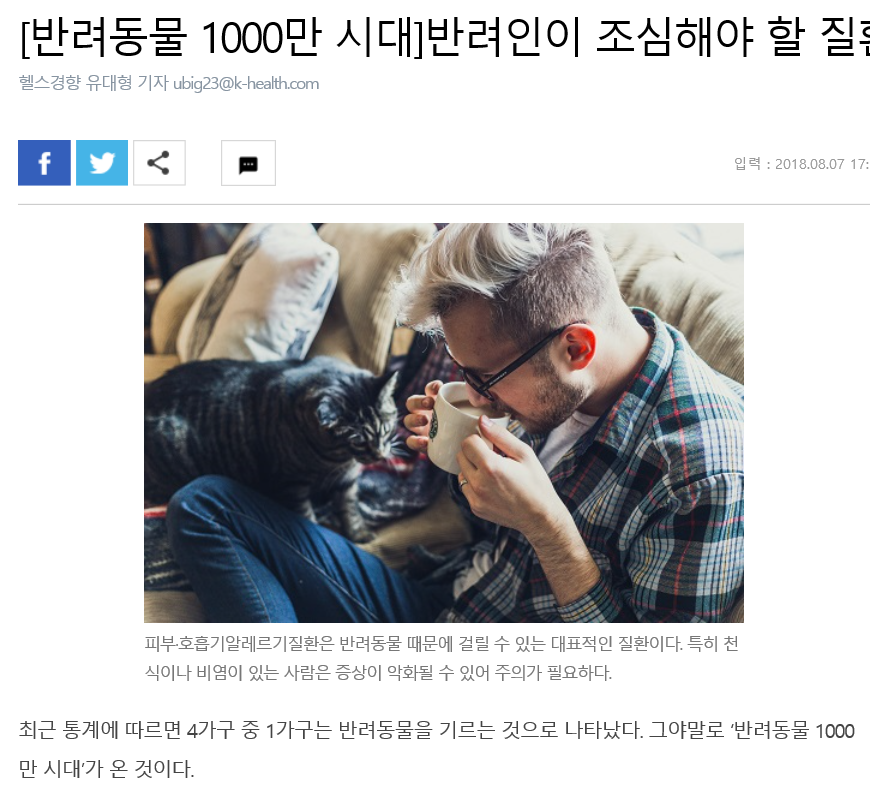 [반려동물 1000만 시대]반려인이 조심해야 할
헬스경향 유대형 기자 ubig23@k-health.com
입력 : 2018.08.07 17:
피부·호흡기알레르기질환은 반려동물 때문에 걸릴 수 있는 대표적인 질환이다. 특히 천
식이나 비염이 있는 사람은 증상이 악화될 수 있어 주의가 필요하다.
최근 통계에 따르면 4가구 중 1가구는 반려동물을 기르는 것으로 나타났다. 그야말로 ‘반려동물 1000
만 시대’가 온 것이다.